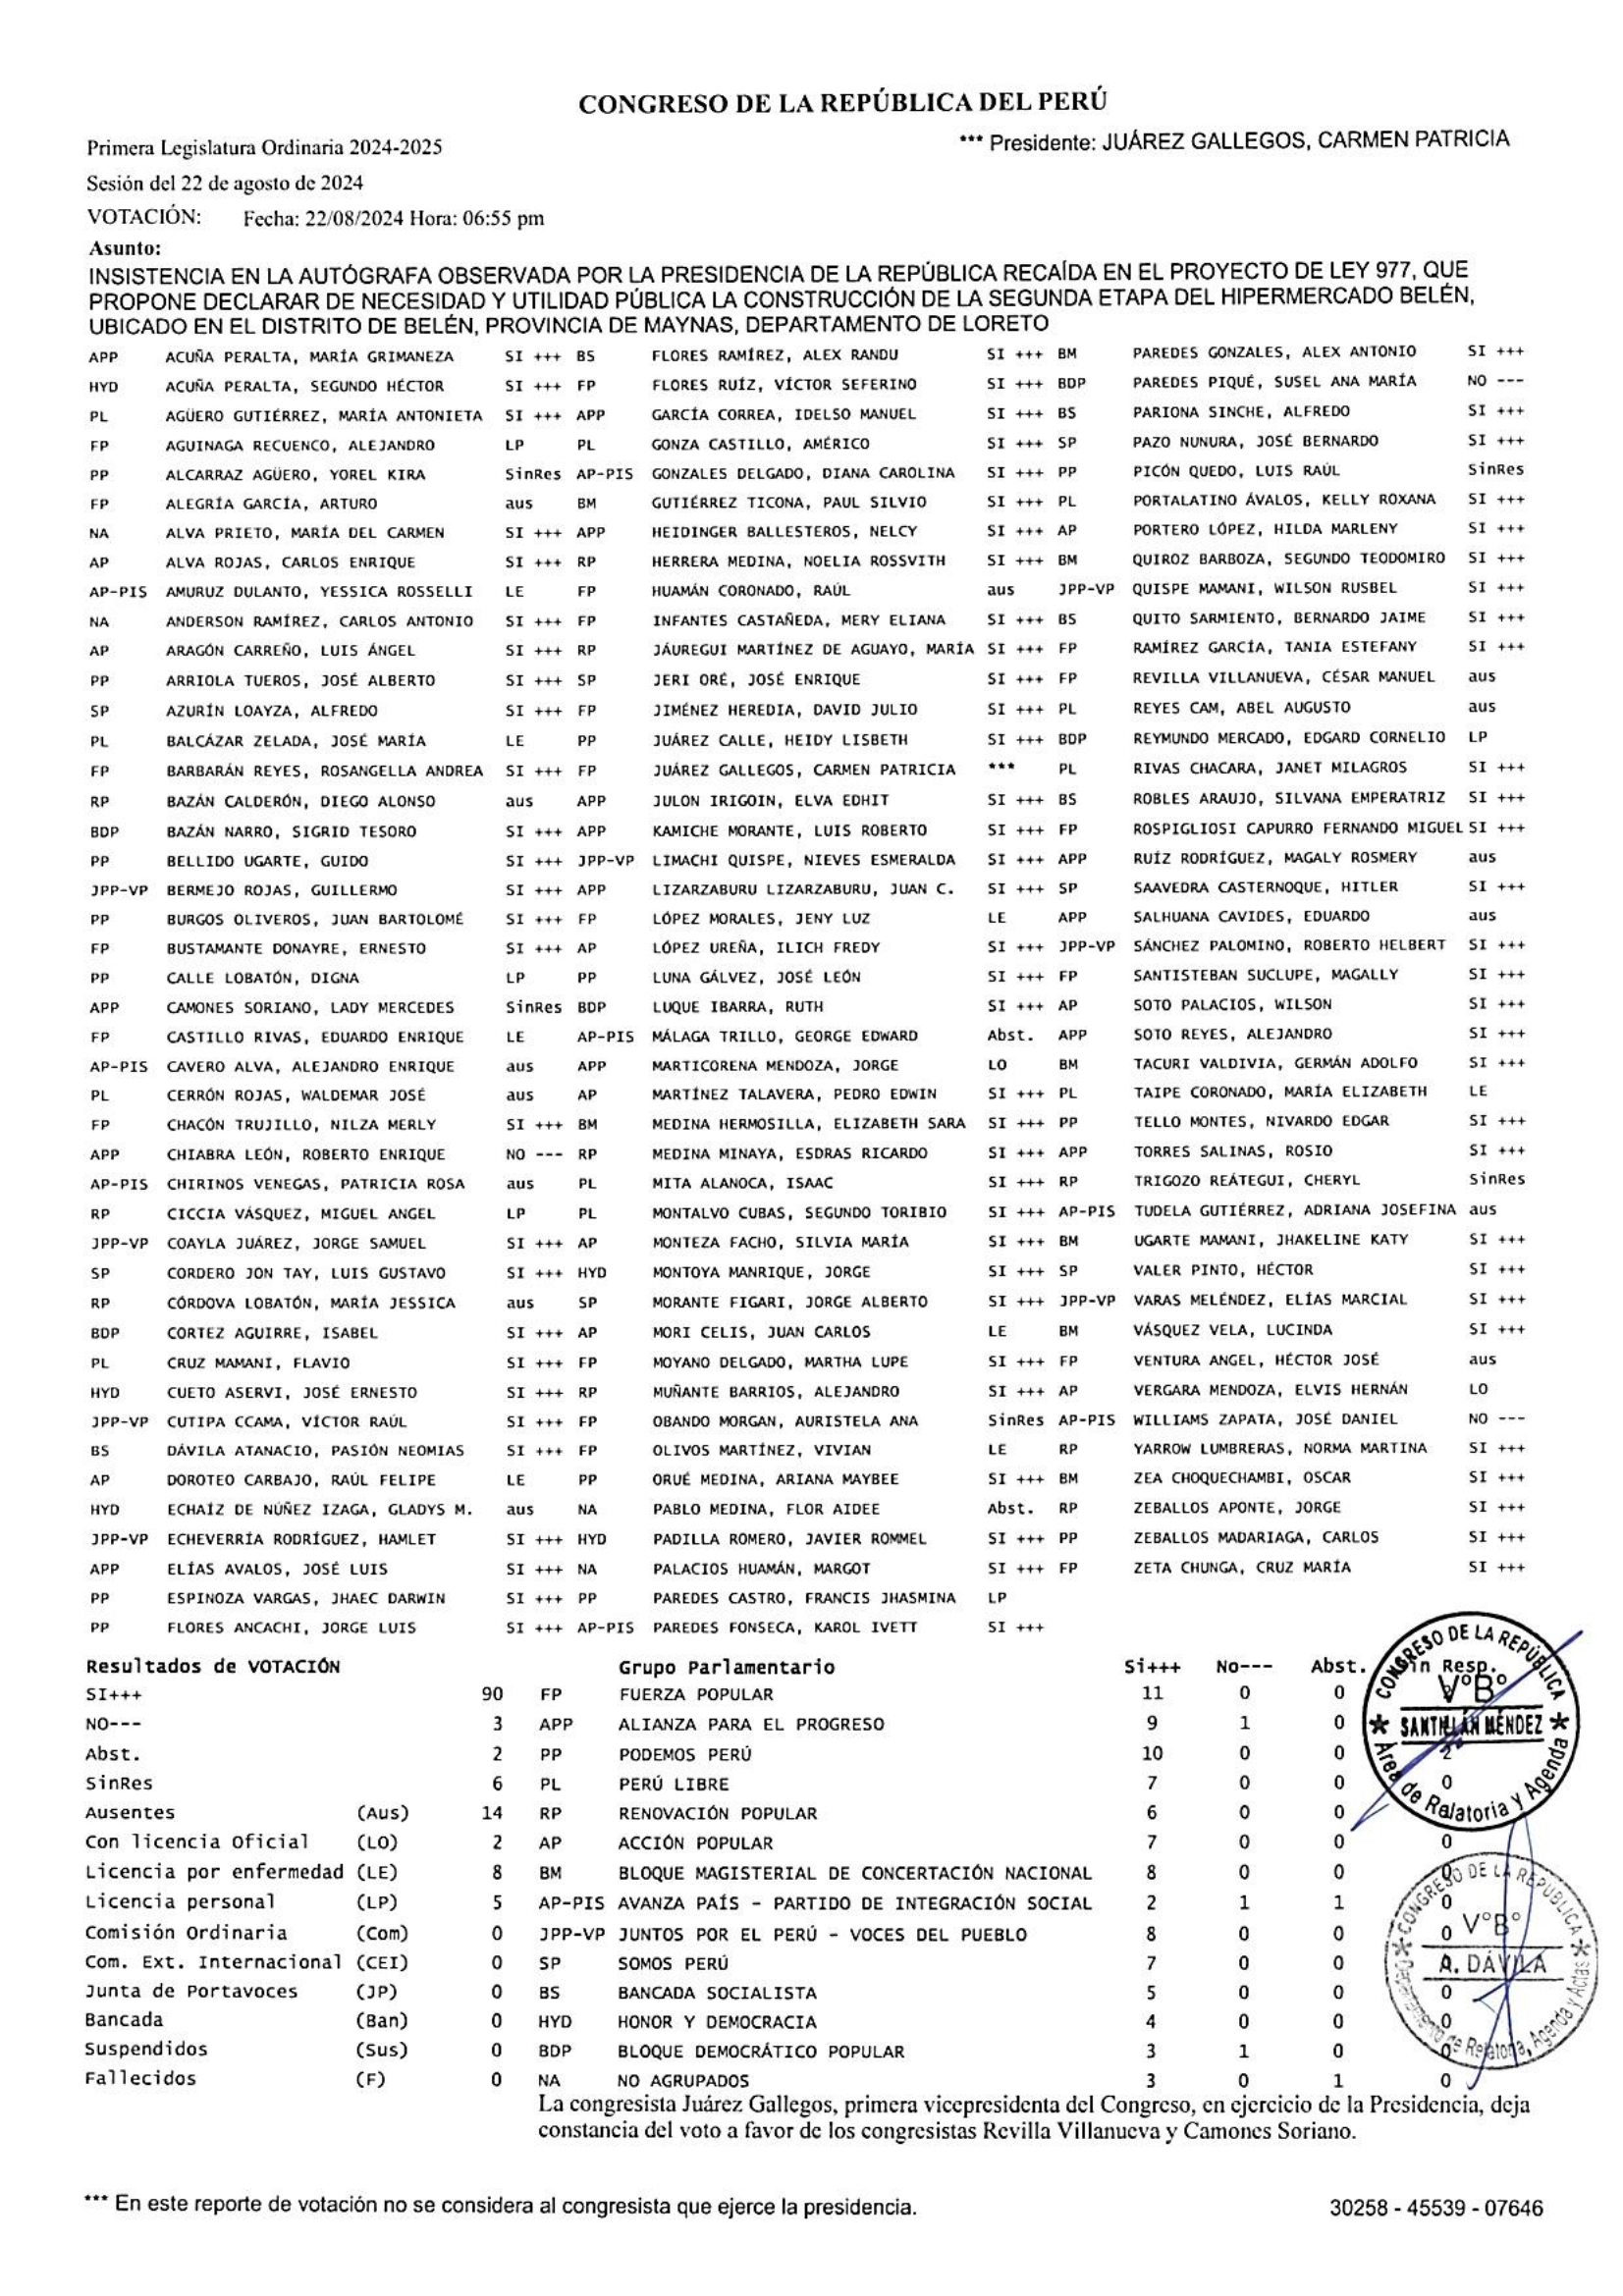 CONGRESO DE LA REPÚBLICA DEL PERÚ
Primera Legislatura Ordinaria 2024-2025
*** Presidente: JUÁREZ GALLEGOS, CARMEN PATRICIA
Sesión del 22 de agosto de 2024
VOTACIÓN: Fecha: 22/08/2024 Hora: 06:55 pm
Asunto:
INSISTENCIA EN LA AUTÓGRAFA OBSERVADA POR LA PRESIDENCIA DE LA REPÚBLICA RECAÍDA EN EL PROYECTO DE LEY 977, QUE
PROPONE DECLARAR DE NECESIDAD Y UTILIDAD PÚBLICA LA CONSTRUCCIÓN DE LA SEGUNDA ETAPA DEL HIPERMERCADO BELÉN,
UBICADO EN EL DISTRITO DE BELÉN, PROVINCIA DE MAYNAS, DEPARTAMENTO DE LORETO
APP ACUÑA PERALTA, MARÍA GRIMANEZA SI +++ BS FLORES RAMÍREZ, ALEX RANDU SI +++ BM PAREDES GONZALES, ALEX ANTONIO SI +++
HYD ACUÑA PERALTA, SEGUNDO HÉCTOR SI +++ FP FLORES RUÍZ, VÍCTOR SEFERINO SI +++ BDP PAREDES PIQUÉ, SUSEL ANA MARÍA NO ---
PL AGÜERO GUTIÉRREZ, MARÍA ANTONIETA SI +++ APP GARCÍA CORREA, IDELSO MANUEL SI +++ BS PARIONA SINCHE, ALFREDO SI +++
FP AGUINAGA RECUENCO, ALEJANDRO LP PL GONZA CASTILLO, AMÉRICO SI +++ SP PAZO NUNURA, JOSÉ BERNARDO SI +++
PP ALCARRAZ AGÜERO, YOREL KIRA SinRes AP-PIS GONZALES DELGADO, DIANA CAROLINA SI +++ PP PICÓN QUEDO, LUIS RAÚL SinRes
FP ALEGRÍA GARCÍA, ARTURO aus BM GUTIÉRREZ TICONA, PAUL SILVIO SI +++ PL PORTALATINO ÁVALOS, KELLY ROXANA SI +++
NA ALVA PRIETO, MARÍA DEL CARMEN SI +++ APP HEIDINGER BALLESTEROS, NELCY SI +++ AP PORTERO LÓPEZ, HILDA MARLENY SI +++
AP ALVA ROJAS, CARLOS ENRIQUE SI +++ RP HERRERA MEDINA, NOELIA ROSSVITH SI +++ BM QUIROZ BARBOZA, SEGUNDO TEODOMIRO SI +++
AP-PIS AMURUZ DULANTO, YESSICA ROSSELLI LE FP HUAMÁN CORONADO, RAÚL aus JPP-VP QUISPE MAMANI, WILSON RUSBEL SI +++
NA ANDERSON RAMÍREZ, CARLOS ANTONIO SI +++ FP INFANTES CASTAÑEDA, MERY ELIANA SI +++ BS QUITO SARMIENTO, BERNARDO JAIME SI +++
AP ARAGÓN CARREÑO, LUIS ÁNGEL SI +++ RP JÁUREGUI MARTÍNEZ DE AGUAYO, MARÍA SI +++ FP RAMÍREZ GARCÍA, TANIA ESTEFANY SI +++
PP ARRIOLA TUEROS, JOSÉ ALBERTO SI +++ SP JERI ORÉ, JOSÉ ENRIQUE SI +++ FP REVILLA VILLANUEVA, CÉSAR MANUEL aus
SP AZURÍN LOAYZA, ALFREDO SI +++ FP JIMÉNEZ HEREDIA, DAVID JULIO SI +++ PL REYES CAM, ABEL AUGUSTO aus
PL BALCÁZAR ZELADA, JOSÉ MARÍA LE PP JUÁREZ CALLE, HEIDY LISBETH SI +++ BDP REYMUNDO MERCADO, EDGARD CORNELIO LP
FP BARBARÁN REYES, ROSANGELLA ANDREA SI +++ FP JUÁREZ GALLEGOS, CARMEN PATRICIA *** PL RIVAS CHACARA, JANET MILAGROS SI +++
RP BAZÁN CALDERÓN, DIEGO ALONSO aus APP JULON IRIGOIN, ELVA EDHIT SI +++ BS ROBLES ARAUJO, SILVANA EMPERATRIZ SI +++
BDP BAZÁN NARRO, SIGRID TESORO SI +++ APP KAMICHE MORANTE, LUIS ROBERTO SI +++ FP ROSPIGLIOSI CAPURRO FERNANDO MIGUEL SI +++
PP BELLIDO UGARTE, GUIDO SI +++ JPP-VP LIMACHI QUISPE, NIEVES ESMERALDA SI +++ APP RUÍZ RODRÍGUEZ, MAGALY ROSMERY aus
JPP-VP BERMEJO ROJAS, GUILLERMO SI +++ APP LIZARZABURU LIZARZABURU, JUAN C. SI +++ SP SAAVEDRA CASTERNOQUE, HITLER SI +++
PP BURGOS OLIVEROS, JUAN BARTOLOMÉ SI +++ FP LÓPEZ MORALES, JENY LUZ LE APP SALHUANA CAVIDES, EDUARDO aus
FP BUSTAMANTE DONAYRE, ERNESTO SI +++ AP LÓPEZ UREÑA, ILICH FREDY SI +++ JPP-VP SÁNCHEZ PALOMINO, ROBERTO HELBERT SI +++
PP CALLE LOBATÓN, DIGNA LP PP LUNA GÁLVEZ, JOSÉ LEÓN SI +++ FP SANTISTEBAN SUCLUPE, MAGALLY SI +++
APP CAMONES SORIANO, LADY MERCEDES SinRes BDP LUQUE IBARRA, RUTH SI +++ AP SOTO PALACIOS, WILSON SI +++
FP CASTILLO RIVAS, EDUARDO ENRIQUE LE AP-PIS MÁLAGA TRILLO, GEORGE EDWARD Abst. APP SOTO REYES, ALEJANDRO SI +++
AP-PIS CAVERO ALVA, ALEJANDRO ENRIQUE aus APP MARTICORENA MENDOZA, JORGE LO BM TACURI VALDIVIA, GERMÁN ADOLFO SI +++
PL CERRÓN ROJAS, WALDEMAR JOSÉ aus AP MARTÍNEZ TALAVERA, PEDRO EDWIN SI +++ PL TAIPE CORONADO, MARÍA ELIZABETH LE
FP CHACÓN TRUJILLO, NILZA MERLY SI +++ BM MEDINA HERMOSILLA, ELIZABETH SARA SI +++ PP TELLO MONTES, NIVARDO EDGAR SI +++
APP CHIABRA LEÓN, ROBERTO ENRIQUE NO --- RP MEDINA MINAYA, ESDRAS RICARDO SI +++ APP TORRES SALINAS, ROSIO SI +++
AP-PIS CHIRINOS VENEGAS, PATRICIA ROSA aus PL MITA ALANOCA, ISAAC SI +++ RP TRIGOZO REÁTEGUI, CHERYL SinRes
RP CICCIA VÁSQUEZ, MIGUEL ANGEL LP PL MONTALVO CUBAS, SEGUNDO TORIBIO SI +++ AP-PIS TUDELA GUTIÉRREZ, ADRIANA JOSEFINA aus
JPP-VP COAYLA JUÁREZ, JORGE SAMUEL SI +++ AP MONTEZA FACHO, SILVIA MARÍA SI +++ BM UGARTE MAMANI, JHAKELINE KATY SI +++
SP CORDERO JON TAY, LUIS GUSTAVO SI +++ HYD MONTOYA MANRIQUE, JORGE SI +++ SP VALER PINTO, HÉCTOR SI +++
RP CÓRDOVA LOBATÓN, MARÍA JESSICA aus SP MORANTE FIGARI, JORGE ALBERTO SI +++ JPP-VP VARAS MELÉNDEZ, ELÍAS MARCIAL SI +++
BDP CORTEZ AGUIRRE, ISABEL SI +++ AP MORI CELIS, JUAN CARLOS LE BM VÁSQUEZ VELA, LUCINDA SI +++
PL CRUZ MAMANI, FLAVIO SI +++ FP MOYANO DELGADO, MARTHA LUPE SI +++ FP VENTURA ANGEL, HÉCTOR JOSÉ aus
HYD CUETO ASERVI, JOSÉ ERNESTO SI +++ RP MUÑANTE BARRIOS, ALEJANDRO SI +++ AP VERGARA MENDOZA, ELVIS HERNÁN LO
JPP-VP CUTIPA CCAMA, VÍCTOR RAÚL SI +++ FP OBANDO MORGAN, AURISTELA ANA SinRes AP-PIS WILLIAMS ZAPATA, JOSÉ DANIEL NO ---
BS DÁVILA ATANACIO, PASIÓN NEOMIAS SI +++ FP OLIVOS MARTÍNEZ, VIVIAN LE RP YARROW LUMBRERAS, NORMA MARTINA SI +++
AP DOROTEO CARBAJO, RAÚL FELIPE LE PP ORUÉ MEDINA, ARIANA MAYBEE SI +++ BM ZEA CHOQUECHAMBI, OSCAR SI +++
HYD ECHAÍZ DE NÚÑEZ IZAGA, GLADYS M. aus NA PABLO MEDINA, FLOR AIDEE Abst. RP ZEBALLOS APONTE, JORGE SI +++
JPP-VP ECHEVERRÍA RODRÍGUEZ, HAMLET SI +++ HYD PADILLA ROMERO, JAVIER ROMMEL SI +++ PP ZEBALLOS MADARIAGA, CARLOS SI +++
APP ELÍAS AVALOS, JOSÉ LUIS SI +++ NA PALACIOS HUAMÁN, MARGOT SI +++ FP ZETA CHUNGA, CRUZ MARÍA SI +++
PP ESPINOZA VARGAS, JHAEC DARWIN SI +++ PP PAREDES CASTRO, FRANCIS JHASMINA LP
PP FLORES ANCACHI, JORGE LUIS SI +++ AP-PIS PAREDES FONSECA, KAROL IVETT SI +++
Resultados de VOTACIÓN Grupo Parlamentario Si+++ No--- Abst. Sin Resp.
SI+++ 90 FP FUERZA POPULAR 11 0 0
NO--- 3 APP ALIANZA PARA EL PROGRESO 9 1 0
Abst. 2 PP PODEMOS PERÚ 10 0 0 2
SinRes 6 PL PERÚ LIBRE 7 0 0 0
Ausentes (Aus) 14 RP RENOVACIÓN POPULAR 6 0 0
Con licencia Oficial (LO) 2 AP ACCIÓN POPULAR 7 0 0 0
Licencia por enfermedad (LE) 8 BM BLOQUE MAGISTERIAL DE CONCERTACIÓN NACIONAL 8 0 0 0
Licencia personal (LP) 5 AP-PIS AVANZA PAÍS - PARTIDO DE INTEGRACIÓN SOCIAL 2 1 1 0
Comisión Ordinaria (Com) 0 JPP-VP JUNTOS POR EL PERÚ - VOCES DEL PUEBLO 8 0 0 0
Com. Ext. Internacional (CEI) 0 SP SOMOS PERÚ 7 0 0 0
Junta de Portavoces (JP) 0 BS BANCADA SOCIALISTA 5 0 0 0
Bancada (Ban) 0 HYD HONOR Y DEMOCRACIA 4 0 0 0
Suspendidos (Sus) 0 BDP BLOQUE DEMOCRÁTICO POPULAR 3 1 0 0
Fallecidos (F) 0 NA NO AGRUPADOS 3 0 1 0
CONGRESO DE LA REPÚBLICA
V°B°
SANTILLÁN MÉNDEZ
Área de Relatoría y Agenda
CONGRESO DE LA REPÚBLICA
V°B°
A. DÁVILA
Departamento de Relatoría, Agenda y Actas
La congresista Juárez Gallegos, primera vicepresidenta del Congreso, en ejercicio de la Presidencia, deja
constancia del voto a favor de los congresistas Revilla Villanueva y Camones Soriano.
*** En este reporte de votación no se considera al congresista que ejerce la presidencia.
30258 - 45539 - 07646